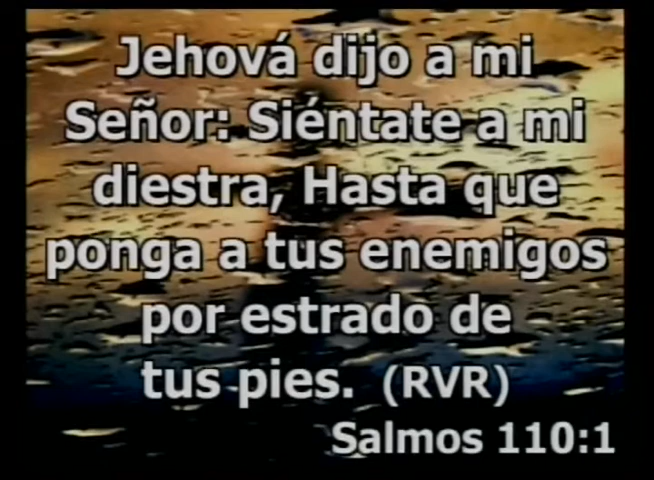 Jehová dijo a mi
Señor: Siéntate a mi
diestra, Hasta que
ponga a tus enemigos
por estrado de
tus pies. (RVR)
Salmos 110:1